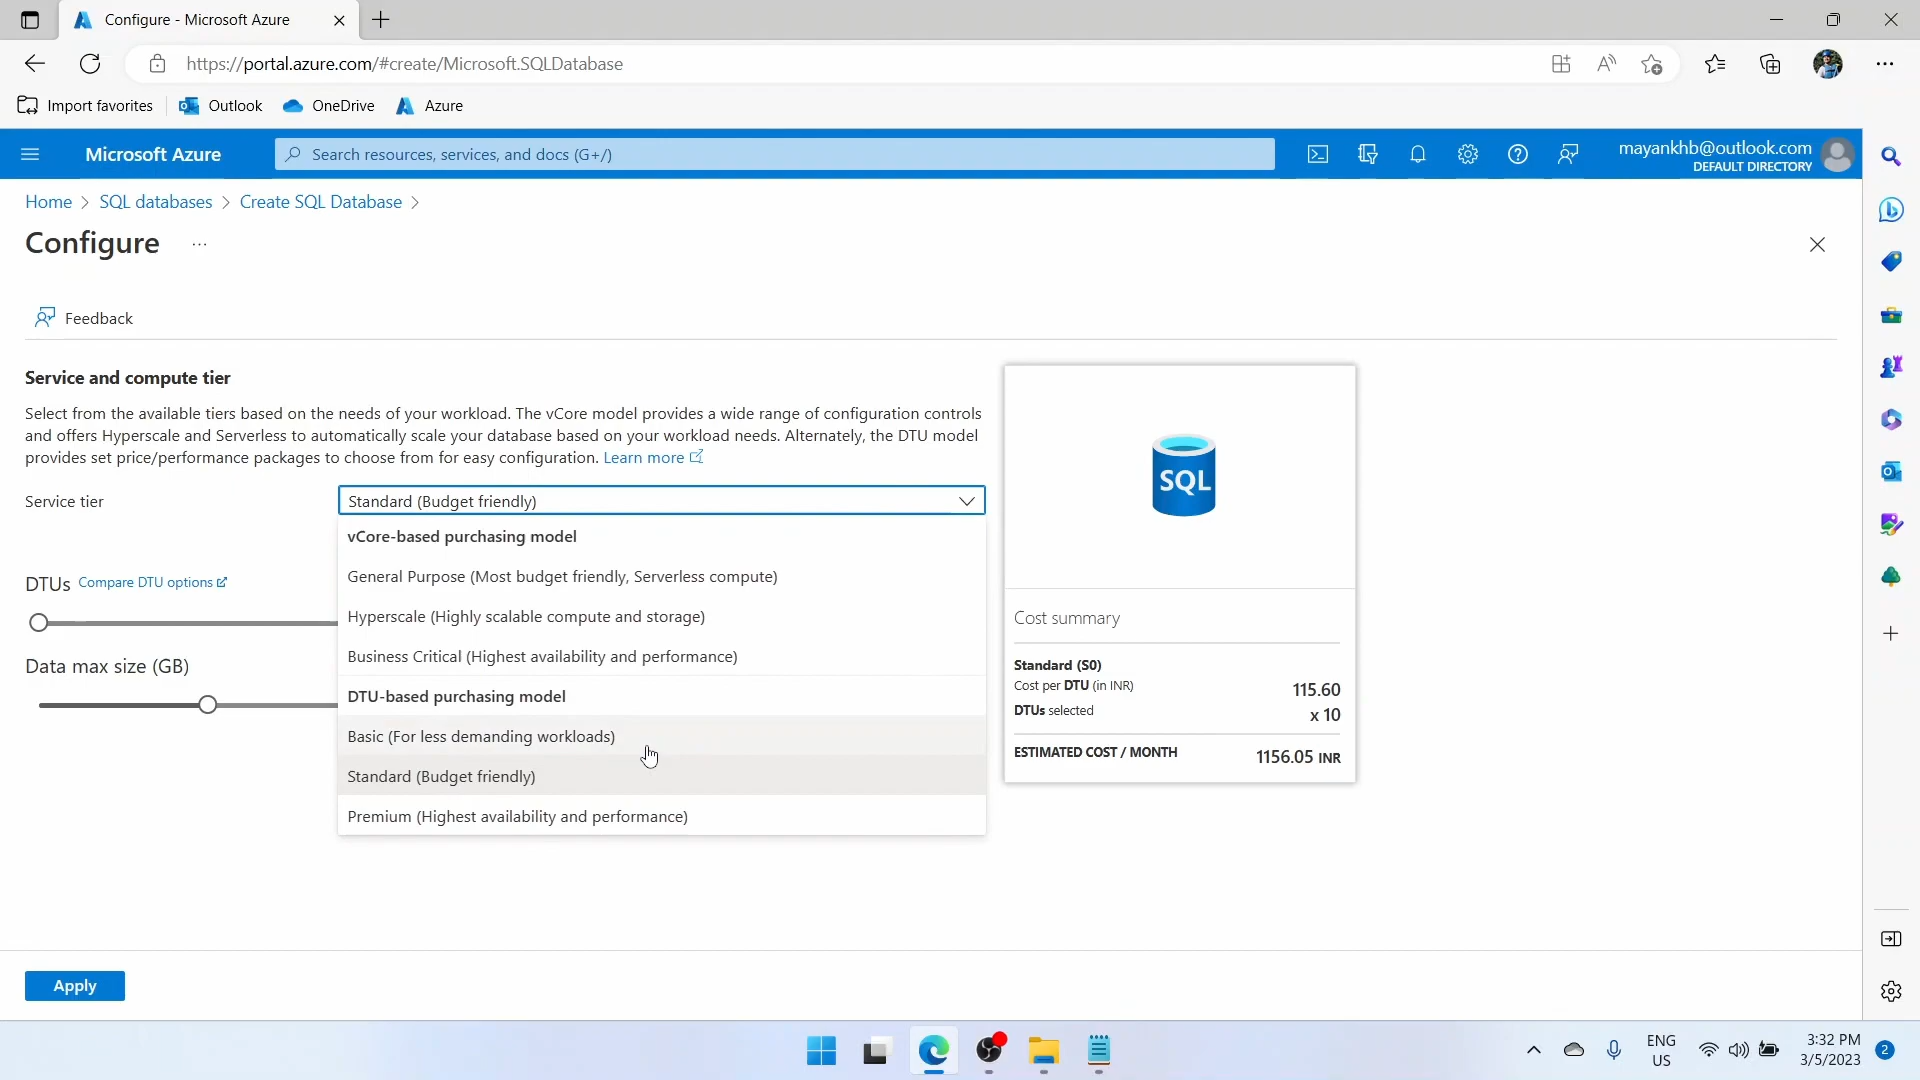 Configure - Microsoft Azure
https://portal.azure.com/#create/Microsoft.SQLDatabase
Import favorites
Outlook
OneDrive
Azure
Microsoft Azure
Search resources, services, and docs (G+/)
mayankhb@outlook.com
DEFAULT DIRECTORY
Home > SQL databases > Create SQL Database >
Configure ...
Feedback
Service and compute tier
Select from the available tiers based on the needs of your workload. The vCore model provides a wide range of configuration controls
and offers Hyperscale and Serverless to automatically scale your database based on your workload needs. Alternately, the DTU model
provides set price/performance packages to choose from for easy configuration. Learn more
Service tier
Standard (Budget friendly)
vCore-based purchasing model
General Purpose (Most budget friendly, Serverless compute)
Hyperscale (Highly scalable compute and storage)
Business Critical (Highest availability and performance)
DTU-based purchasing model
Basic (For less demanding workloads)
Standard (Budget friendly)
Premium (Highest availability and performance)
DTUs Compare DTU options
Data max size (GB)
SQL
Cost summary
Standard (S0)
Cost per DTU (in INR)
115.60
DTUs selected
x 10
ESTIMATED COST / MONTH
1156.05 INR
Apply
ENG
US
3:32 PM
3/5/2023
2